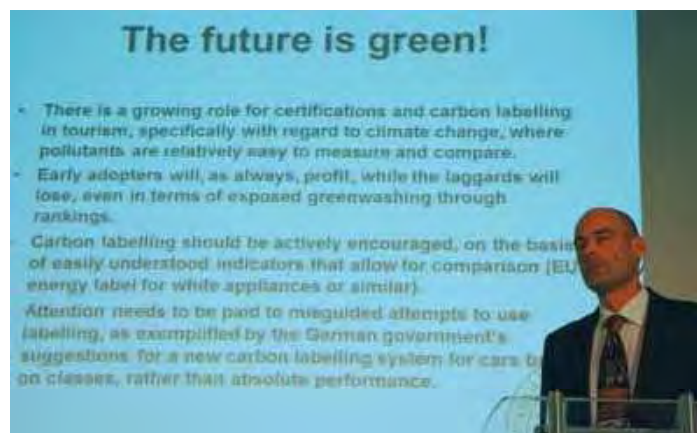 The future is green!
• There is a growing role for certifications and carbon labelling
in tourism, specifically with regard to climate change, where
pollutants are relatively easy to measure and compare.
• Early adopters will, as always, profit, while the laggards will
lose, even in terms of exposed greenwashing through
rankings.
Carbon labelling should be actively encouraged, on the basis
of easily understood indicators that allow for comparison (EU
energy label for white appliances or similar).
Attention needs to be paid to misguided attempts to use
labelling, as exemplified by the German government's
suggestions for a new carbon labelling system for cars
on classes, rather than absolute performance.